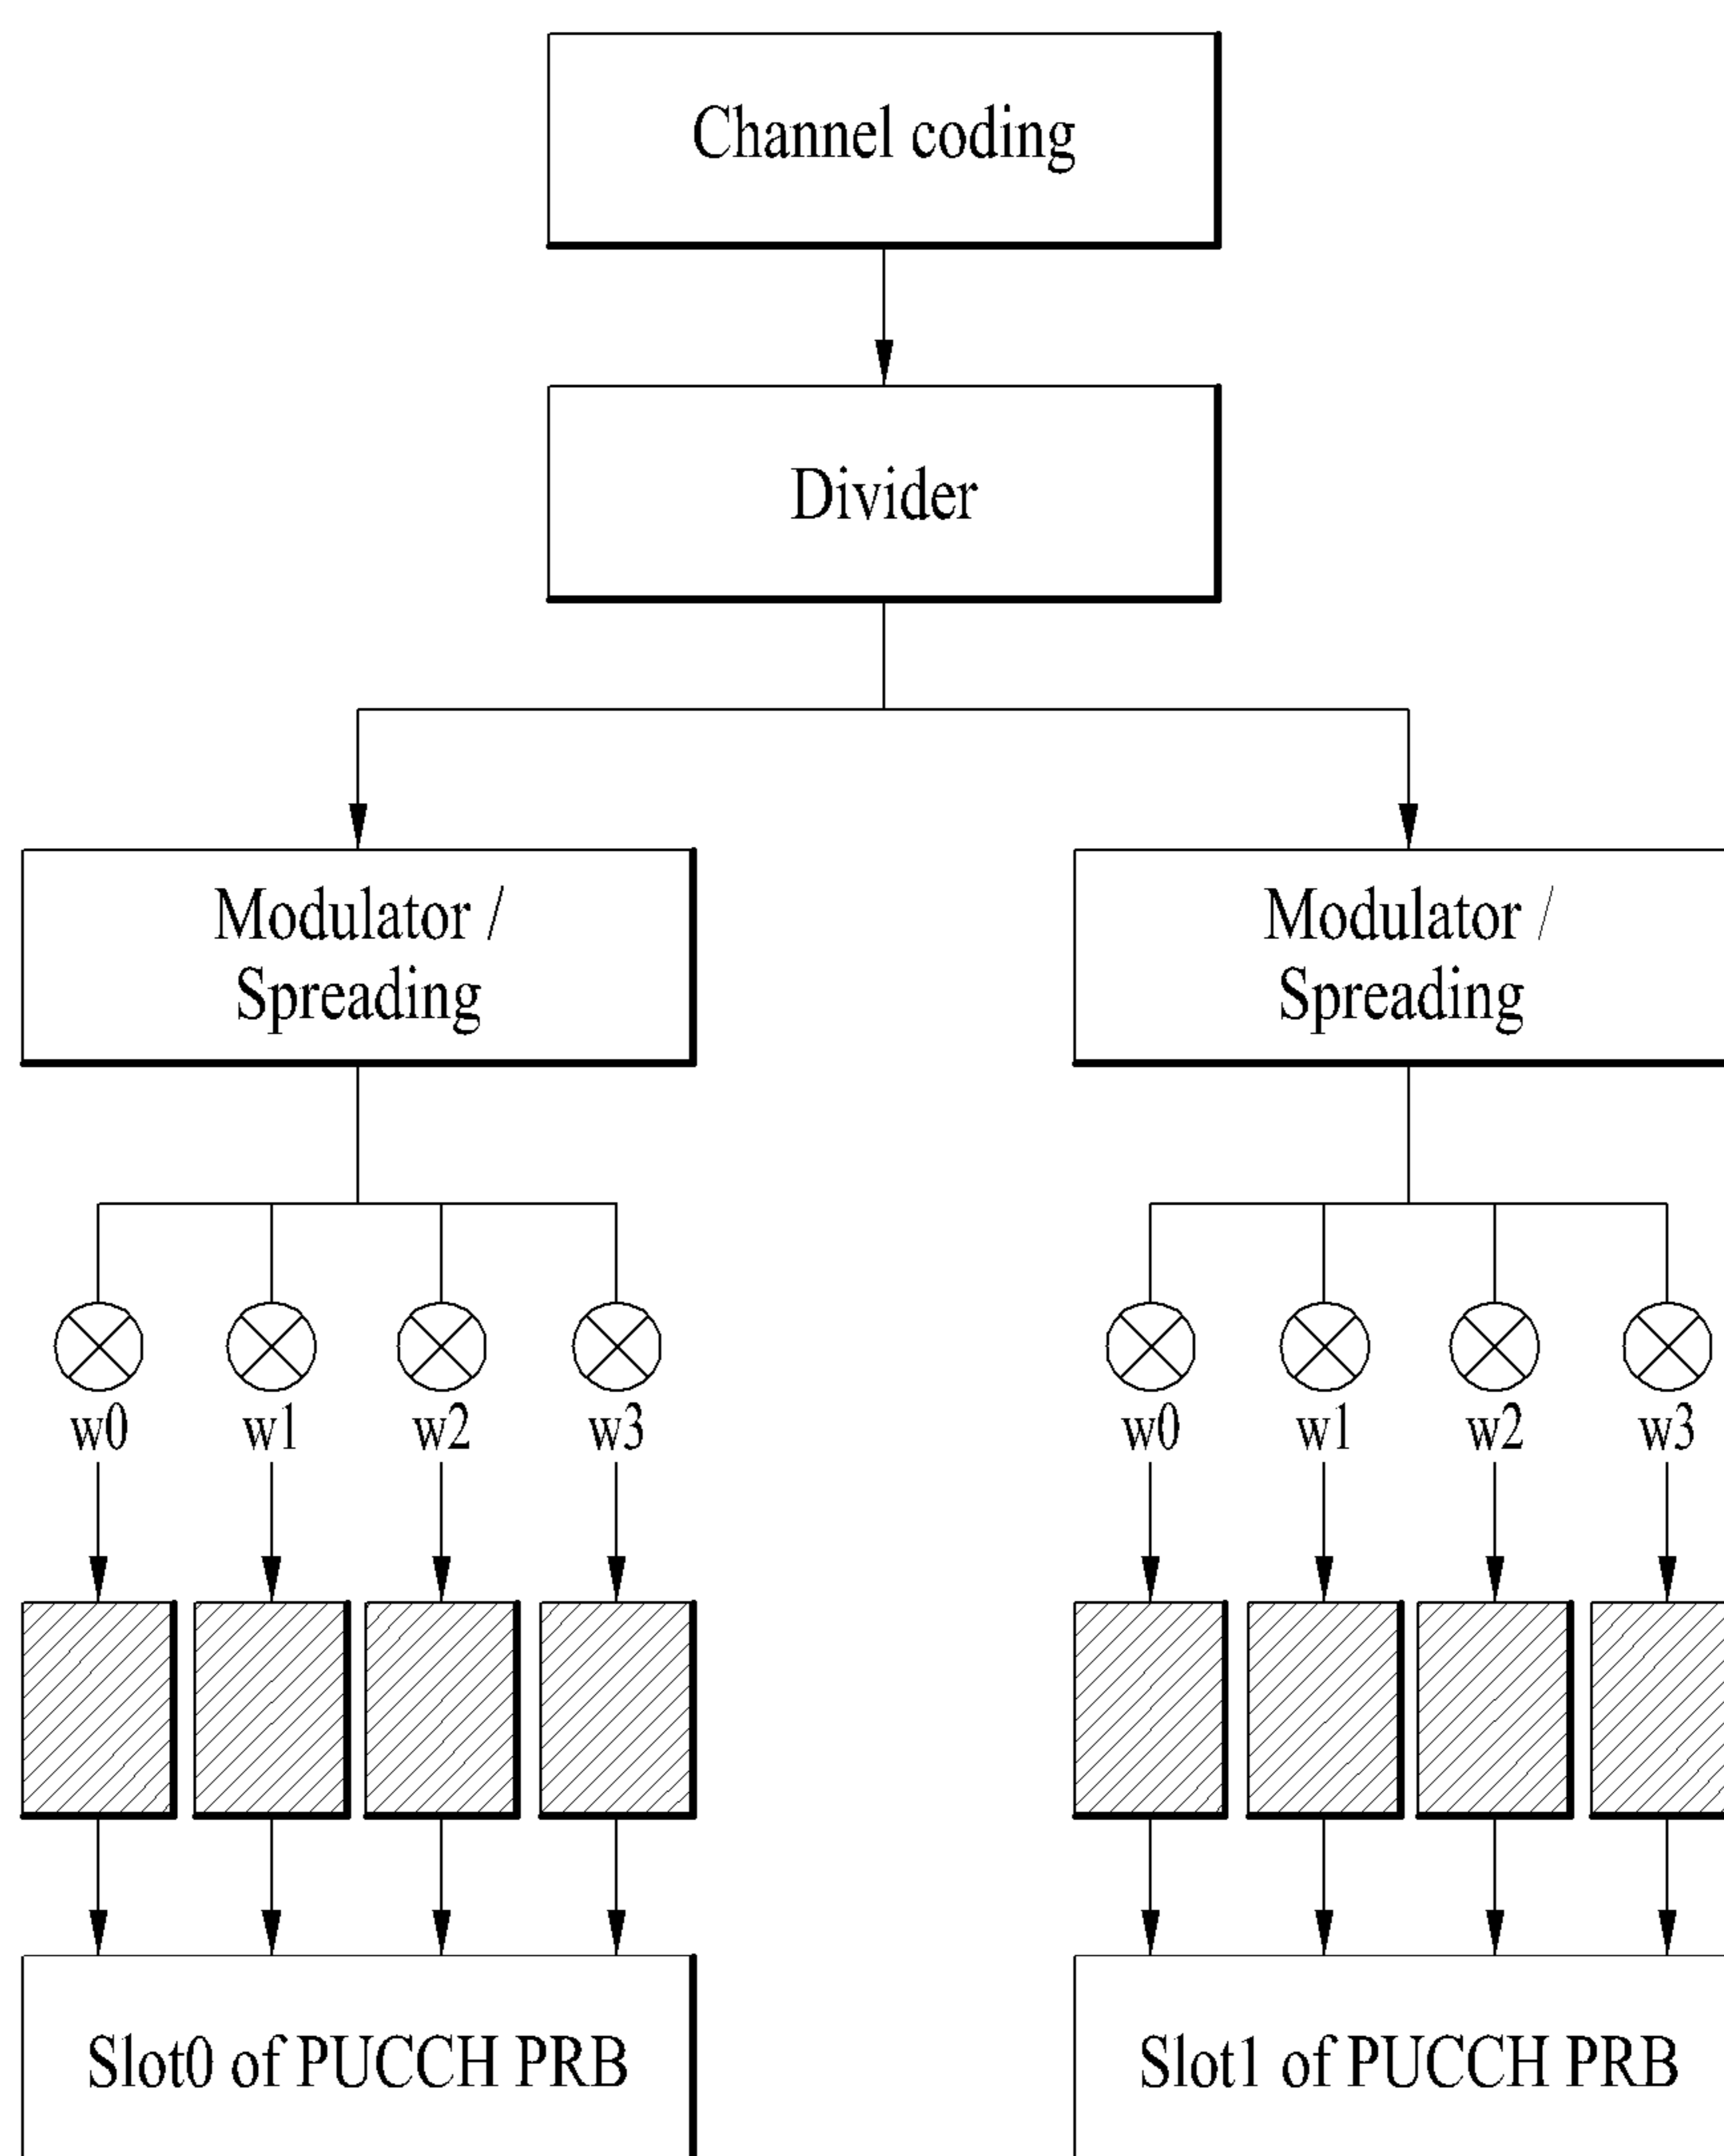 Channel coding
Divider
Modulator /
Spreading
Modulator /
Spreading
w0 w1 w2 w3
w0 w1 w2 w3
Slot0 of PUCCH PRB
Slot1 of PUCCH PRB